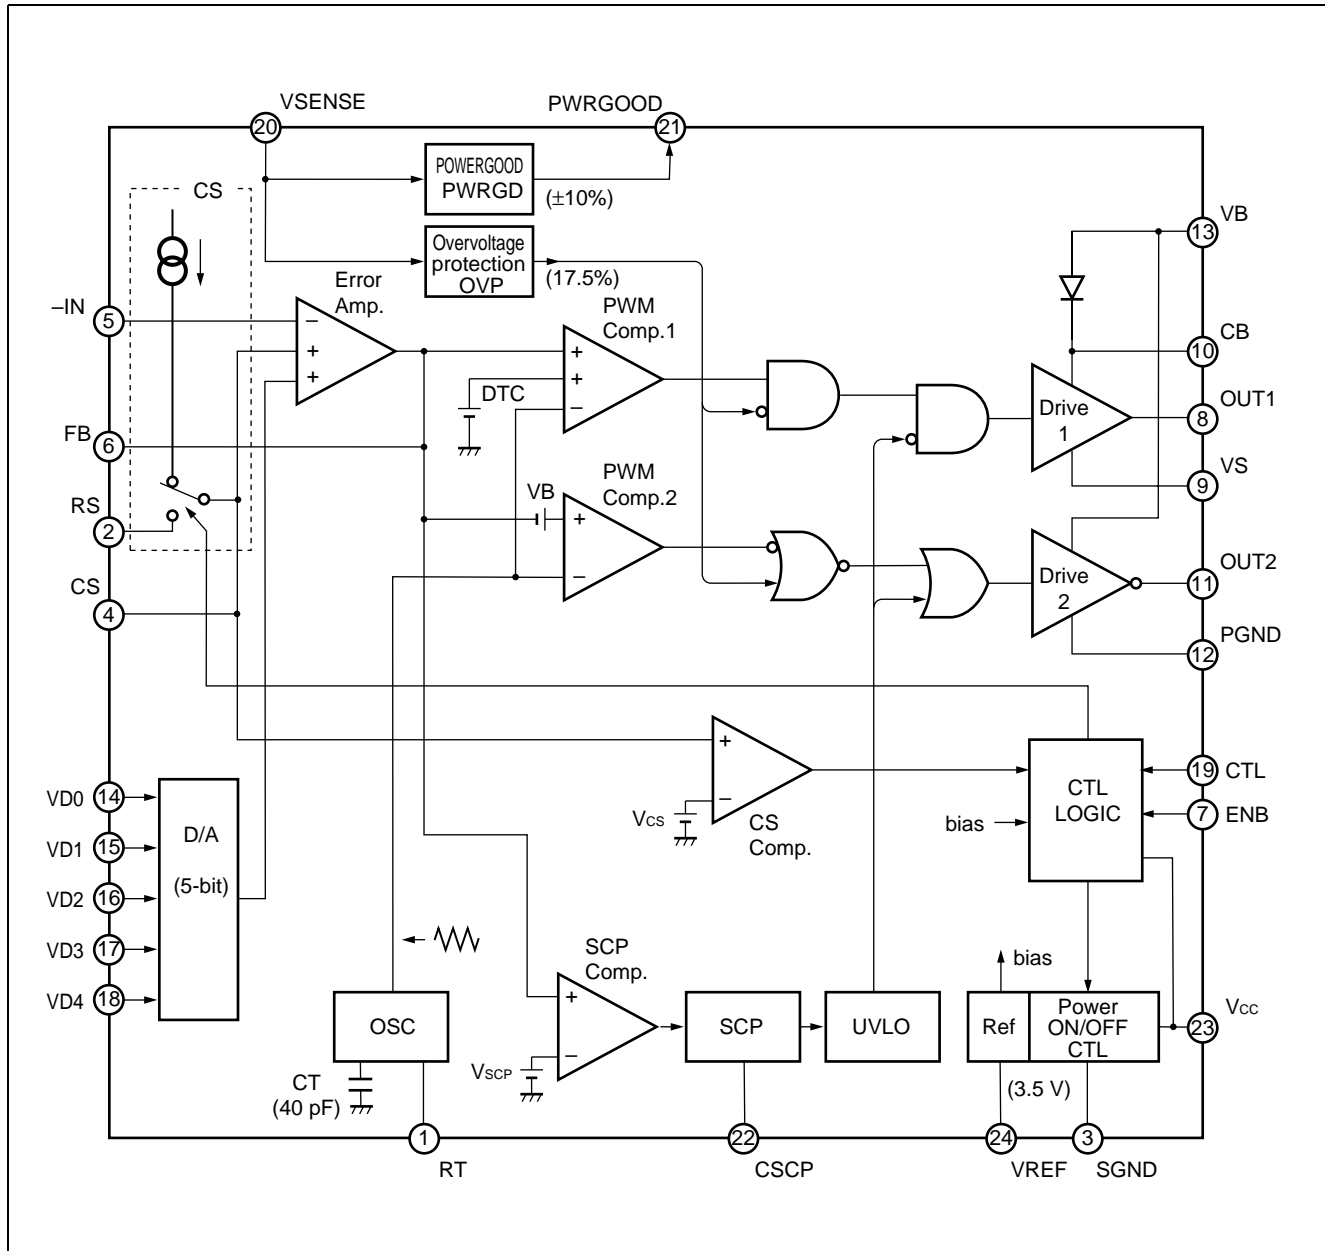 VSENSE
PWRGOOD
20
21
CS
POWERGOOD
PWRGD
(±10%)
VB
13
Overvoltage
protection
OVP
(17.5%)
Error
Amp.
–IN
5
−
+
+
PWM
Comp.1
+
+
−
DTC
CB
10
OUT1
8
Drive
1
VS
9
FB
6
RS
2
VB
PWM
Comp.2
+
−
OUT2
11
Drive
2
CS
4
PGND
12
+
−
VCS
CS
Comp.
CTL
LOGIC
bias
19
CTL
7
ENB
VD0
14
VD1
15
VD2
16
VD3
17
VD4
18
D/A
(5-bit)
SCP
Comp.
+
−
VSCP
bias
OSC
SCP
UVLO
Ref
Power
ON/OFF
CTL
VCC
23
CT
(40 pF)
(3.5 V)
1
22
24
3
RT
CSCP
VREF
SGND